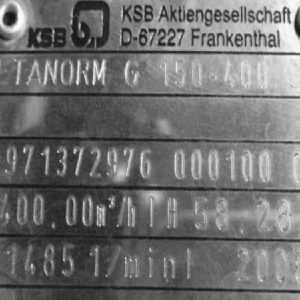 KSB KSB Aktiengesellschaft
D-67227 Frankenthal
TANORM G 150-400
971372976 000100
400.00m³/h H 58.28
1485 1/min